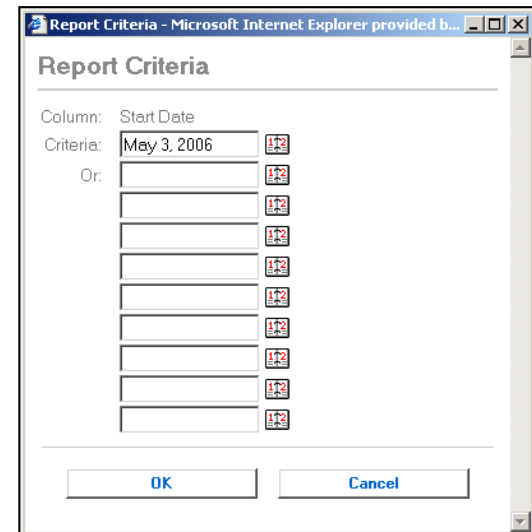 Report Criteria - Microsoft Internet Explorer provided b...
Report Criteria
Column: Start Date
Criteria: May 3, 2006
Or:
OK Cancel